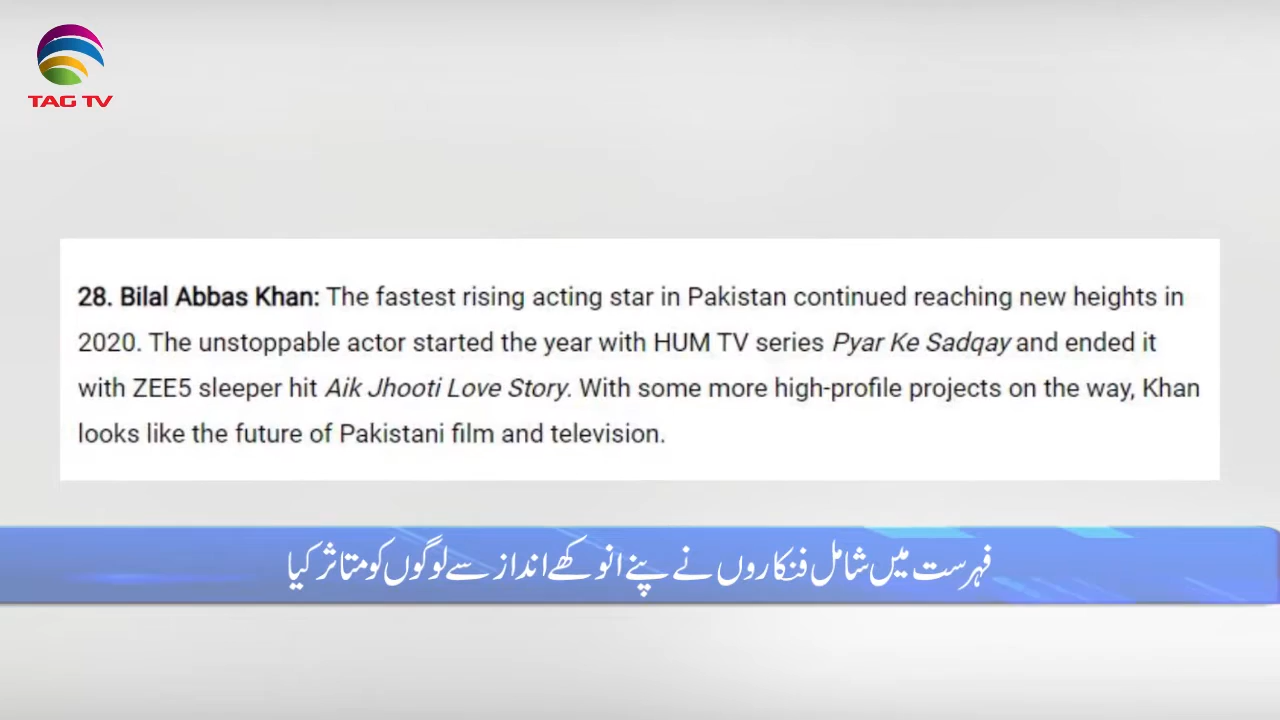 TAG TV
28. Bilal Abbas Khan: The fastest rising acting star in Pakistan continued reaching new heights in
2020. The unstoppable actor started the year with HUM TV series Pyar Ke Sadqay and ended it
with ZEE5 sleeper hit Aik Jhooti Love Story. With some more high-profile projects on the way, Khan
looks like the future of Pakistani film and television.
فہرست میں شامل فنکاروں نے پنے انوکھے انداز سے لوگوں کو متاثر کیا